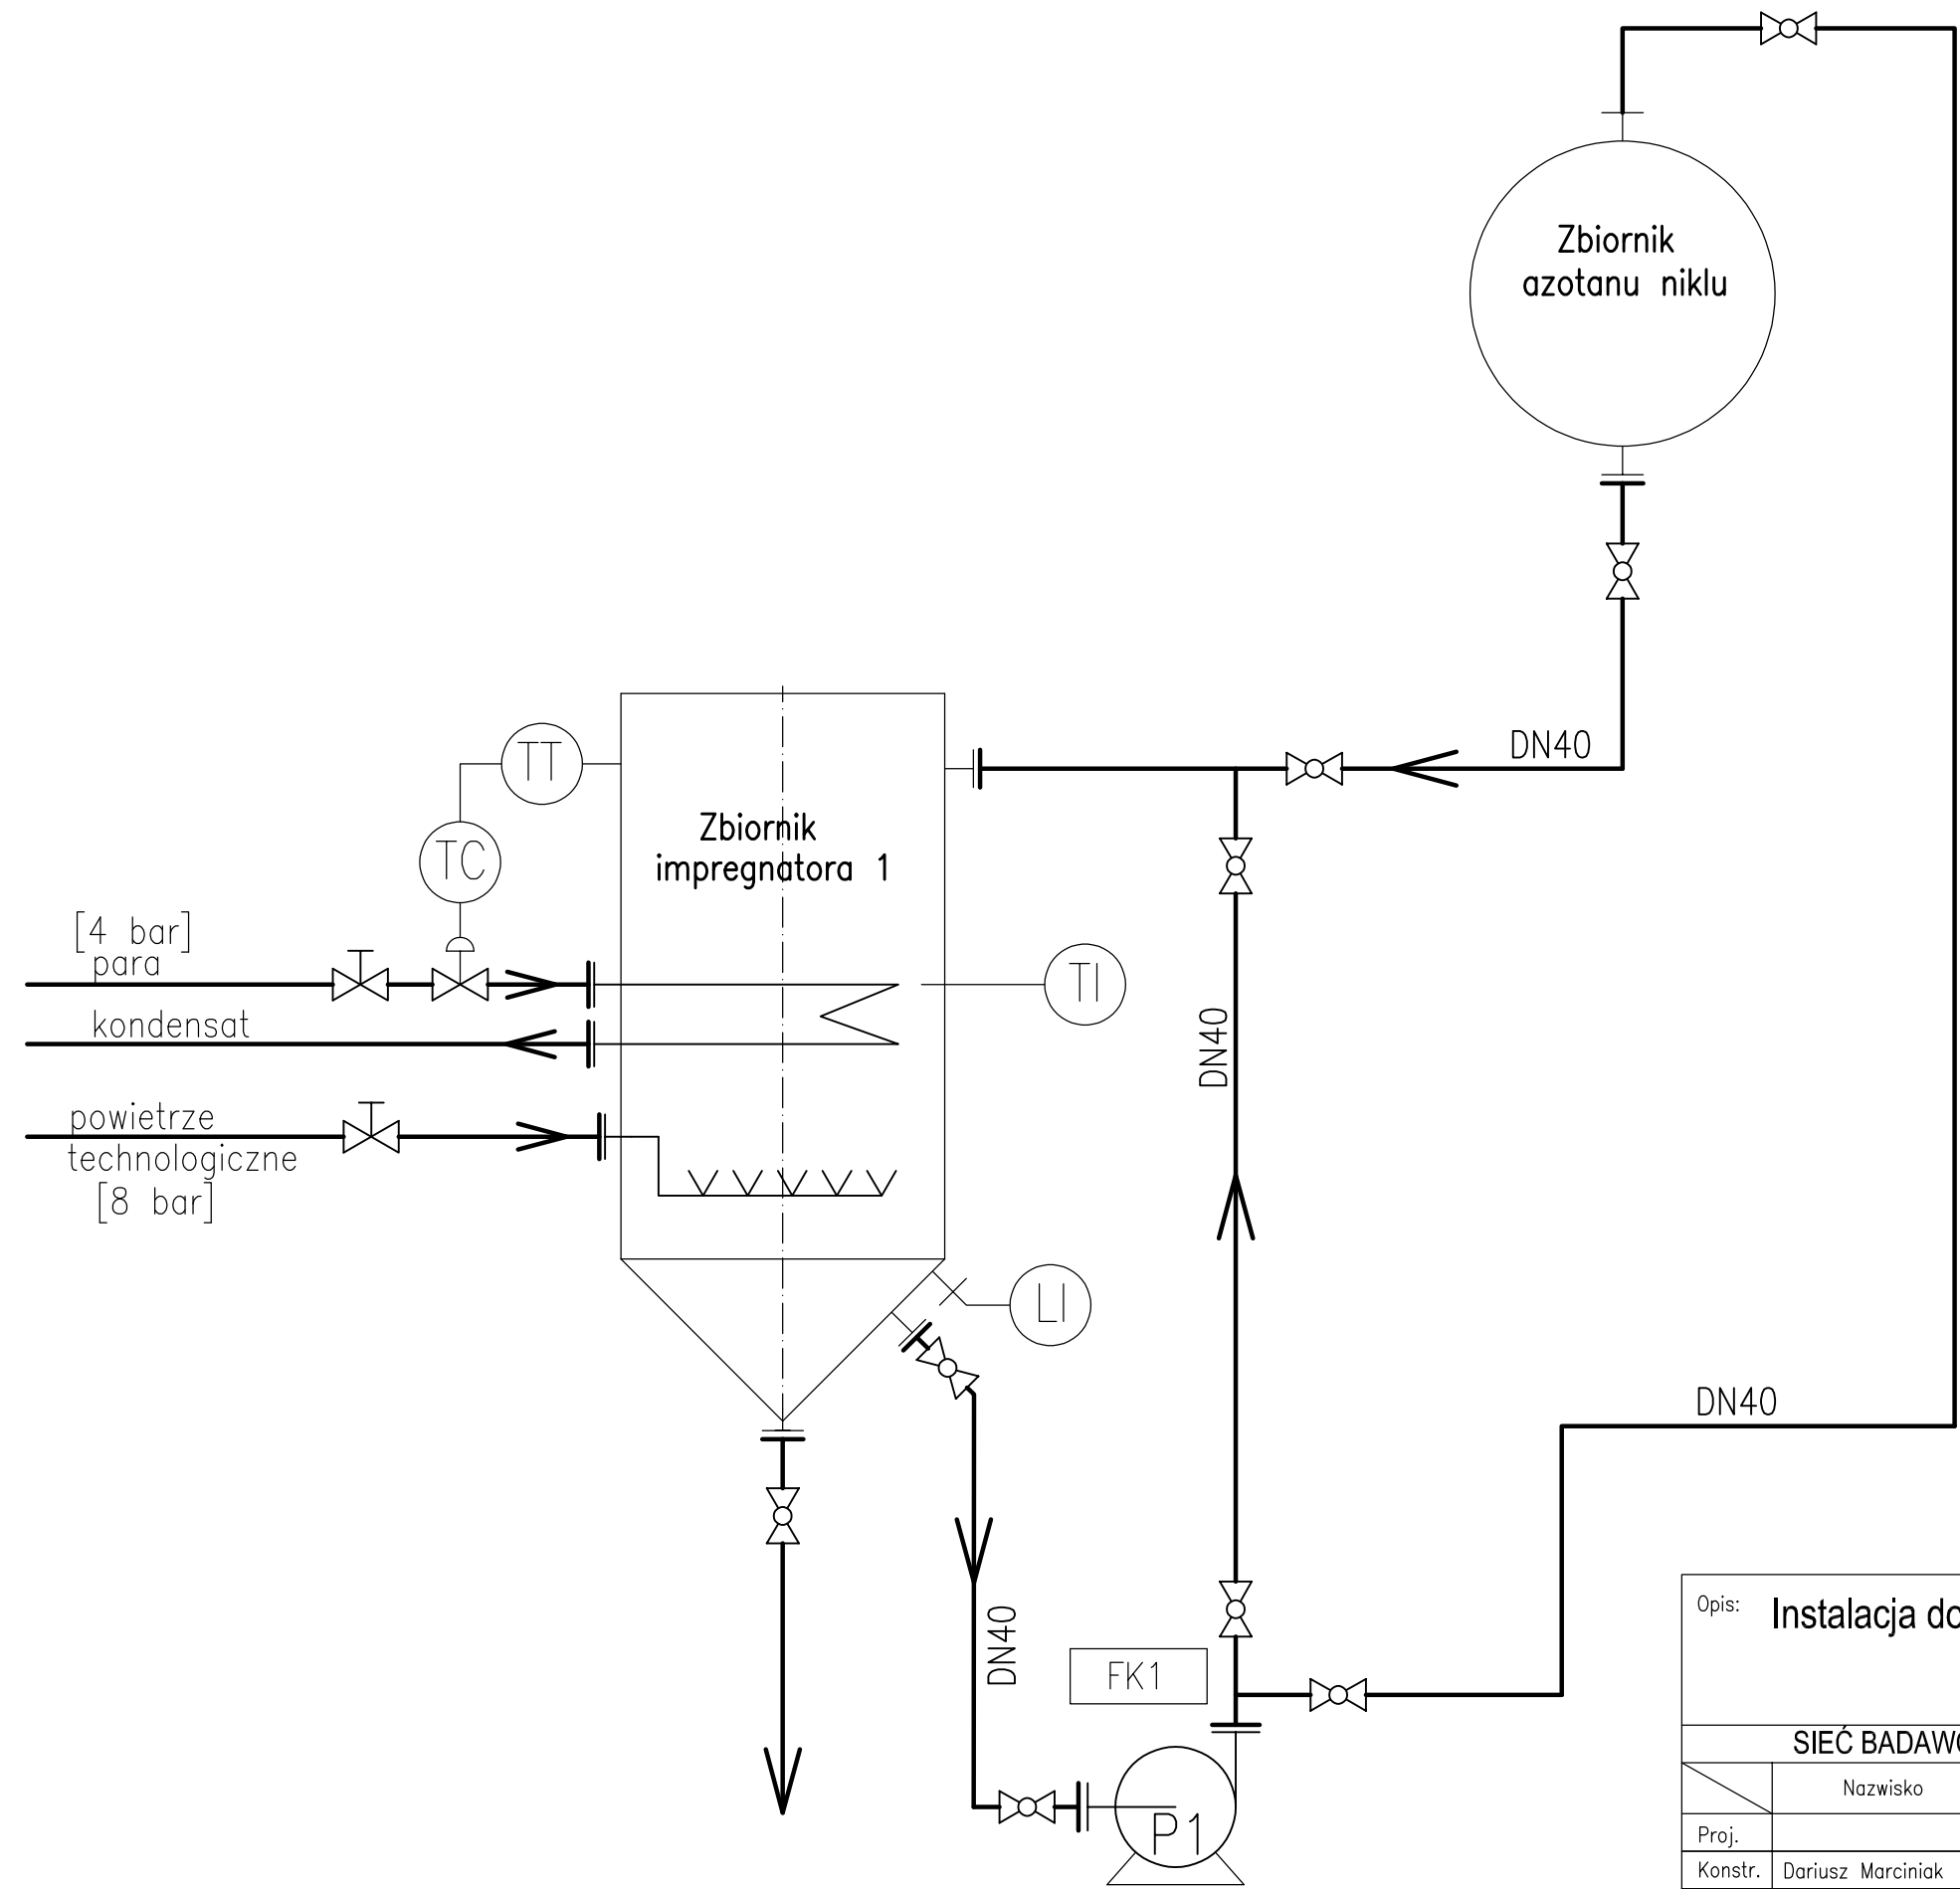 Zbiornik
azotanu niklu
DN40
TT
Zbiornik
impregnatora 1
TC
[4 bar]
para
TI
kondensat
DN40
powietrze
technologiczne
[8 bar]
LI
DN40
DN40
FK1
P1
Opis: Instalacja do
SIEĆ BADAW
Nazwisko
Proj.
Konstr. Dariusz Marciniak